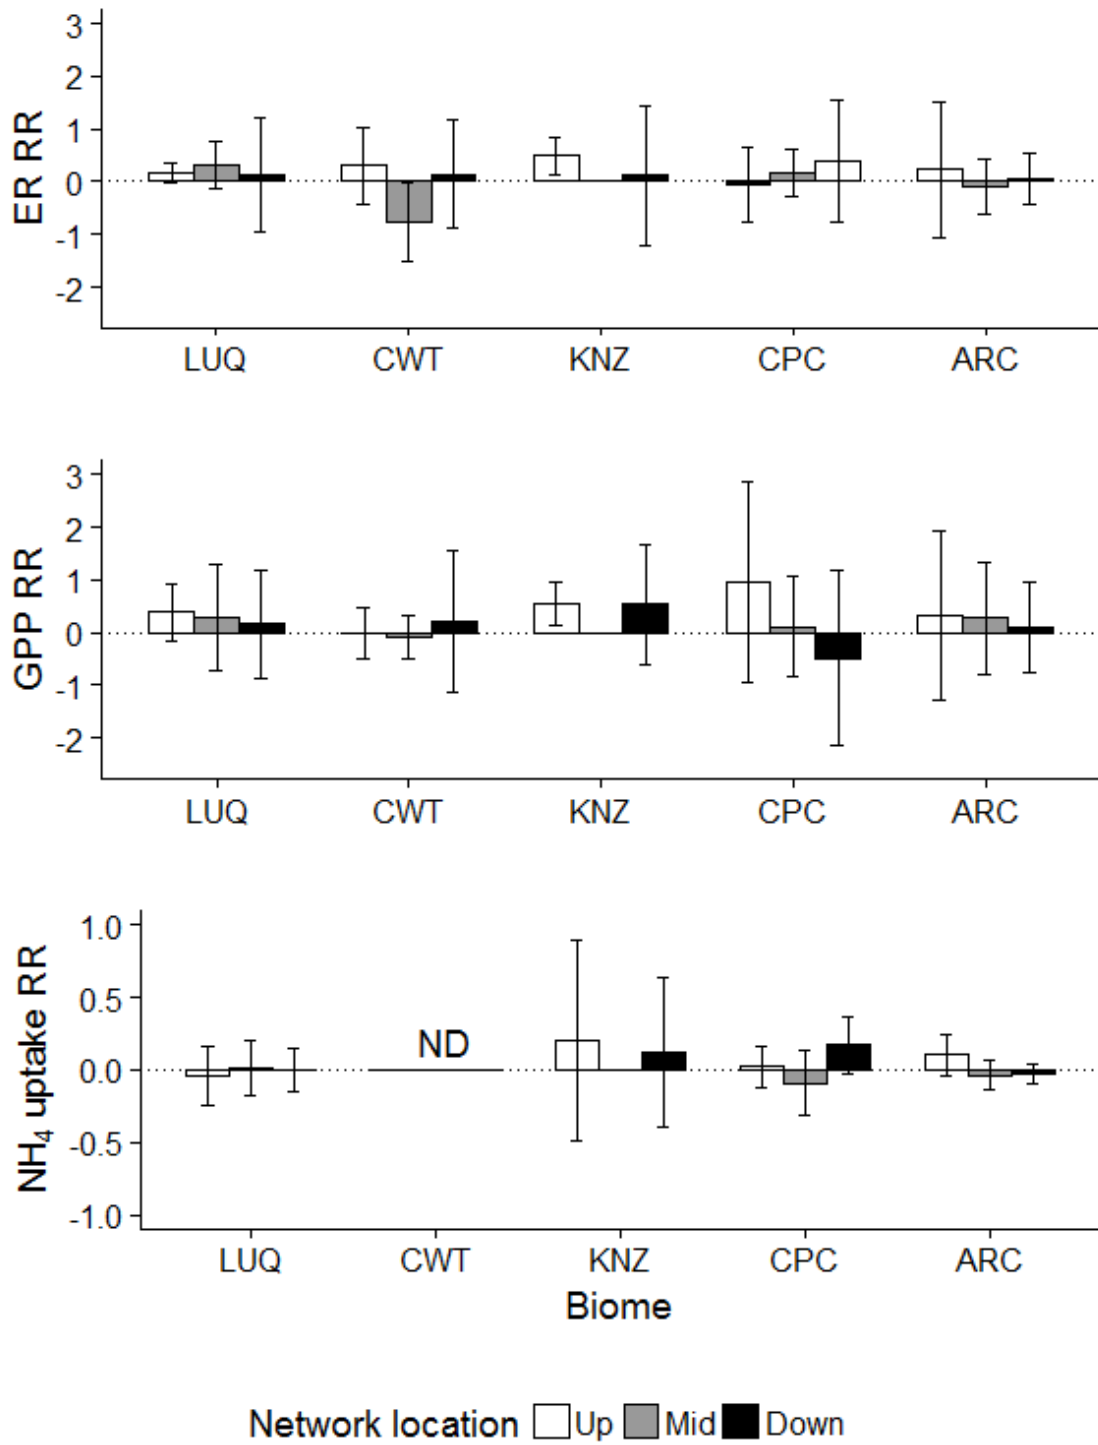 ER RR
3
2
1
0
-1
-2
LUQ CWT KNZ CPC ARC
GPP RR
3
2
1
0
-1
-2
LUQ CWT KNZ CPC ARC
NH₄ uptake RR
1.0
0.5
0.0
-0.5
-1.0
ND
LUQ CWT KNZ CPC ARC
Biome
Network location Up Mid Down